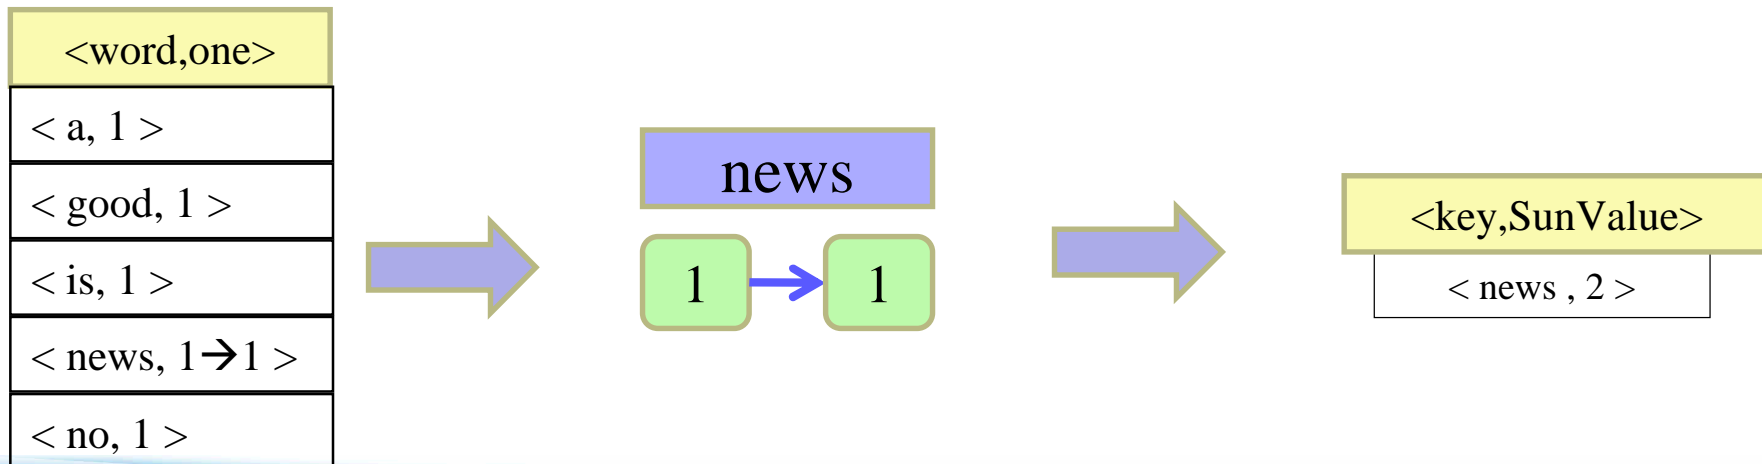 <word,one>
< a, 1 >
< good, 1 >
< is, 1 >
< news, 1→1 >
< no, 1 >
news
1
1
<key,SunValue>
< news , 2 >